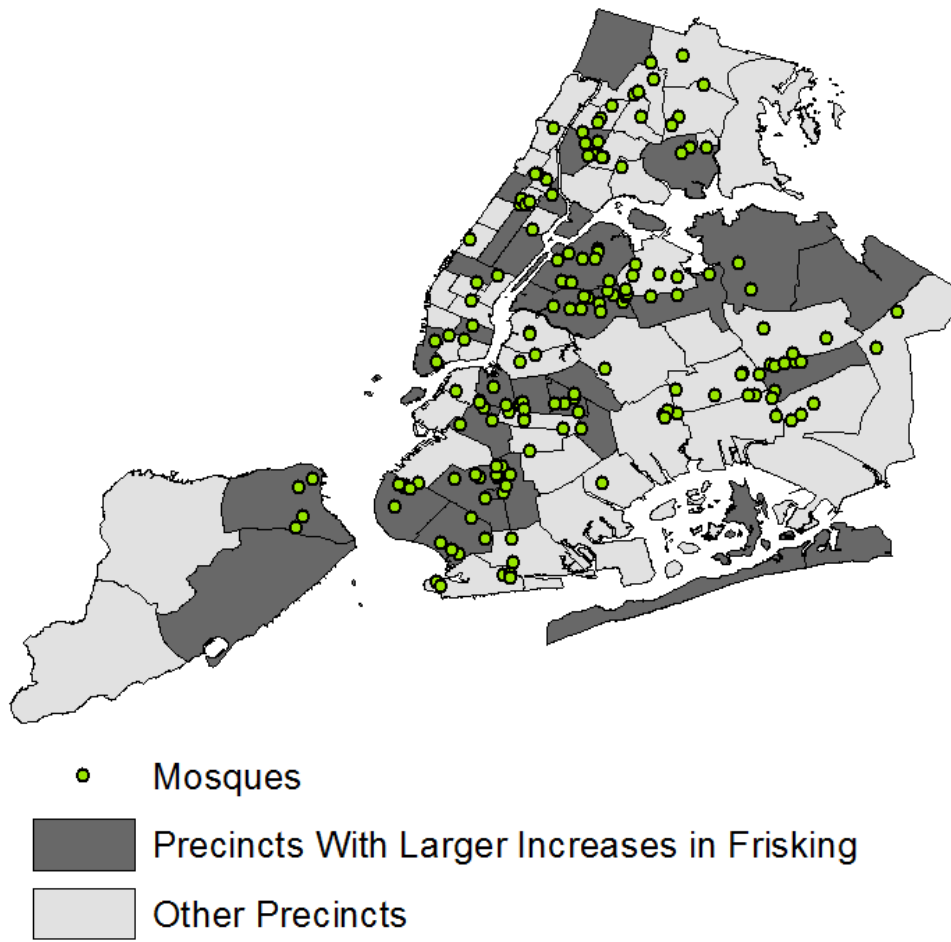 Mosques
Precincts With Larger Increases in Frisking
Other Precincts